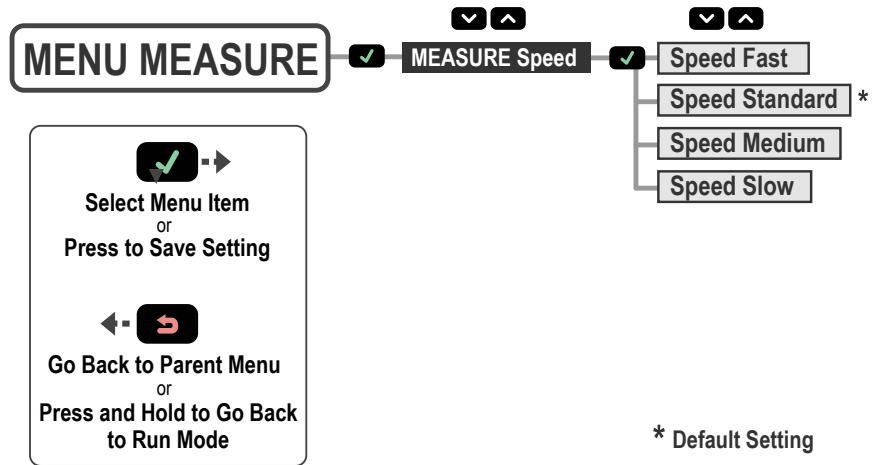 MENU MEASURE
MEASURE Speed
Speed Fast
Speed Standard *
Speed Medium
Speed Slow
Select Menu Item
or
Press to Save Setting
Go Back to Parent Menu
or
Press and Hold to Go Back
to Run Mode
* Default Setting